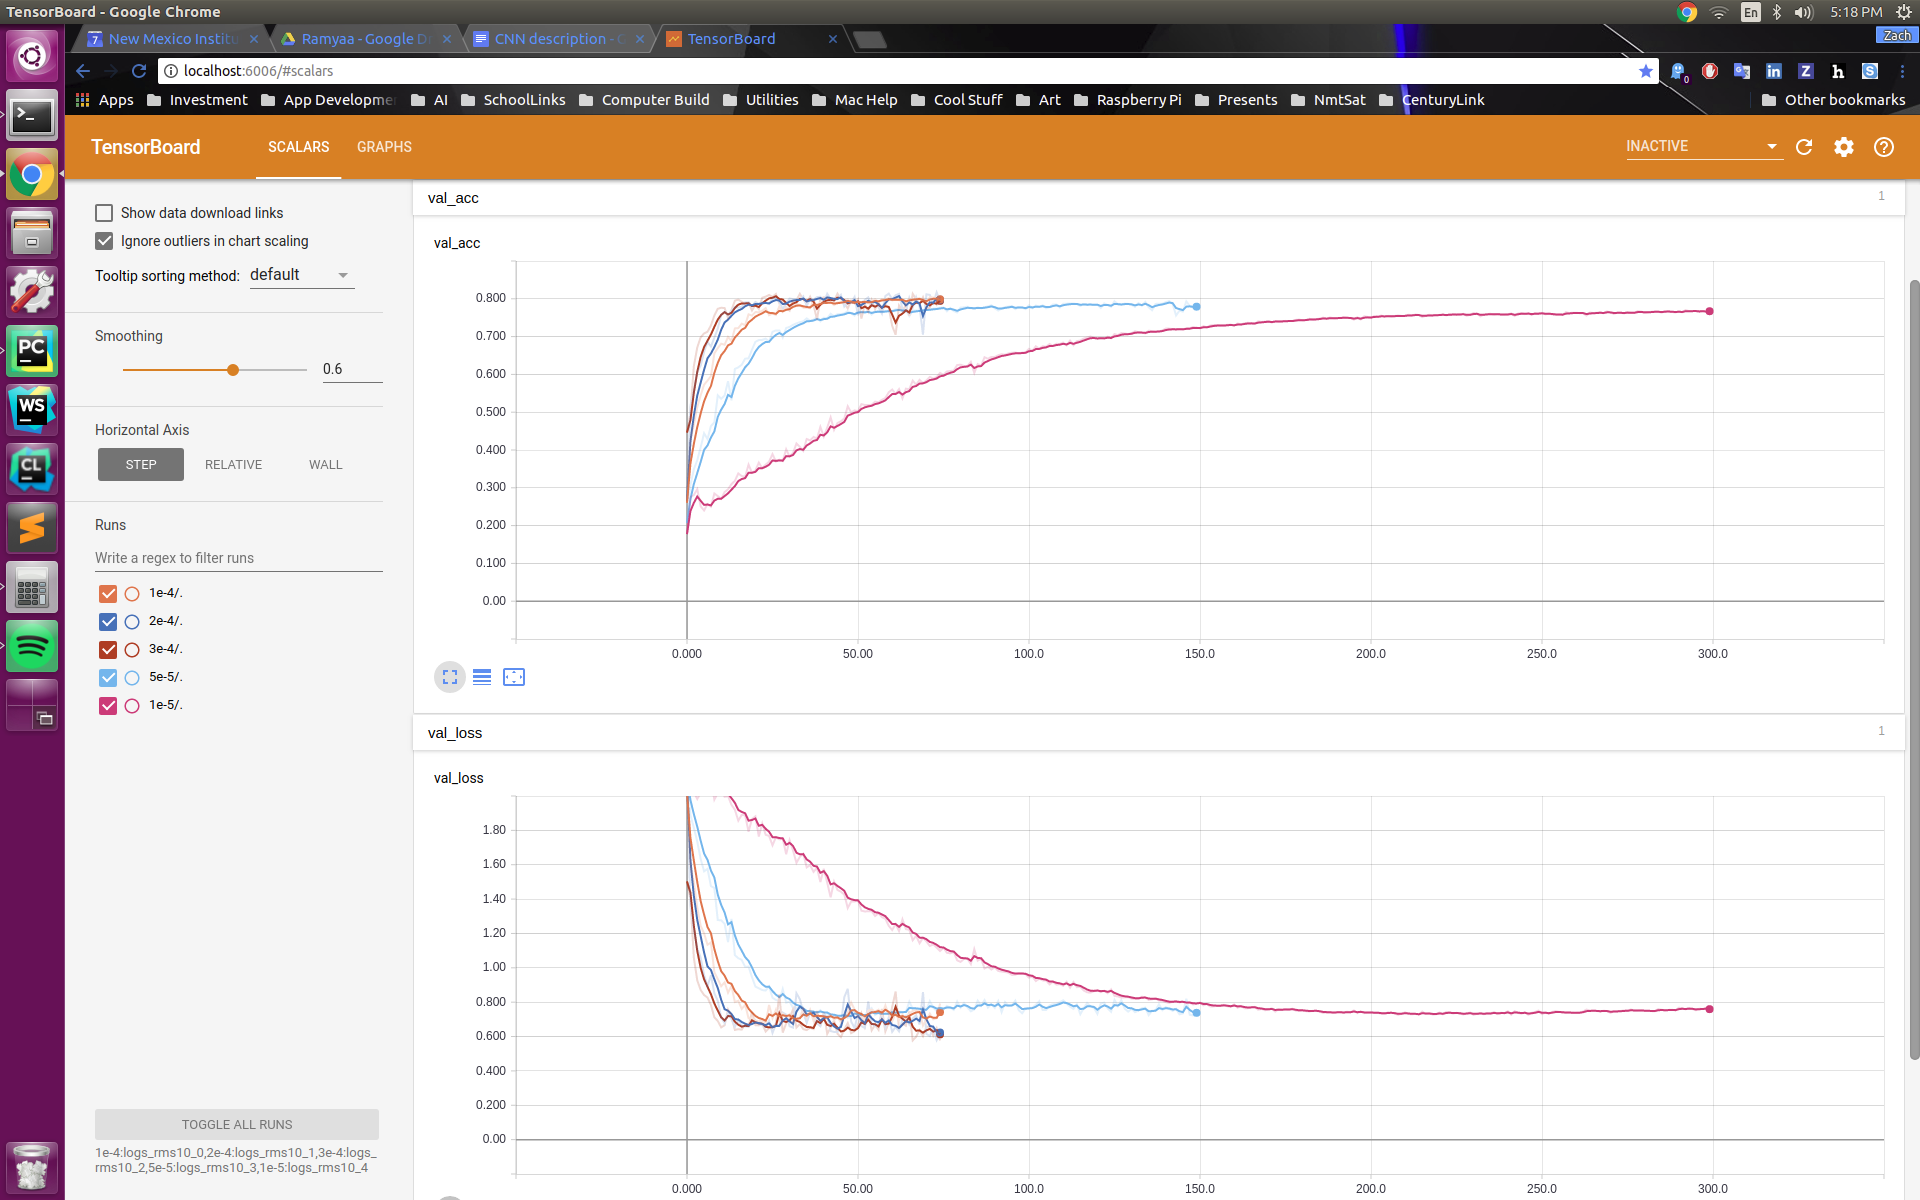 TensorBoard - Google Chrome
En
5:18 PM
7 New Mexico Institu
Ramyaa - Google D
CNN description - G
TensorBoard
Zach
localhost:6006/#scalars
0
in
Z
h
S
Apps
Investment
App Developme
AI
SchoolLinks
Computer Build
Utilities
Mac Help
Cool Stuff
Art
Raspberry Pi
Presents
NmtSat
CenturyLink
Other bookmarks
TensorBoard
SCALARS
GRAPHS
INACTIVE
Show data download links
Ignore outliers in chart scaling
Tooltip sorting method: default
Smoothing
0.6
Horizontal Axis
STEP
RELATIVE
WALL
Runs
Write a regex to filter runs
1e-4/.
2e-4/.
3e-4/.
5e-5/.
1e-5/.
TOGGLE ALL RUNS
1e-4:logs_rms10_0,2e-4:logs_rms10_1,3e-4:logs_
rms10_2,5e-5:logs_rms10_3,1e-5:logs_rms10_4
PC
WS
CL
val_acc
1
val_acc
0.800
0.700
0.600
0.500
0.400
0.300
0.200
0.100
0.00
0.000
50.00
100.0
150.0
200.0
250.0
300.0
val_loss
1
val_loss
1.80
1.60
1.40
1.20
1.00
0.800
0.600
0.400
0.200
0.00
0.000
50.00
100.0
150.0
200.0
250.0
300.0